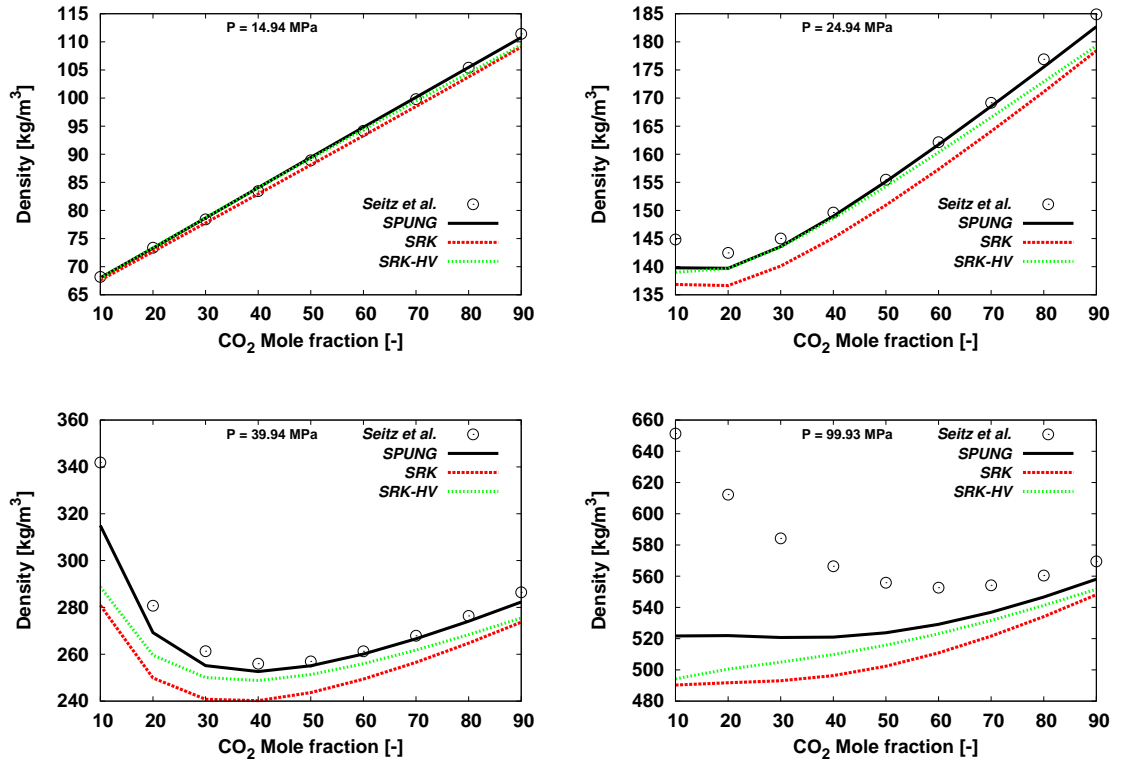 P = 14.94 MPa
Density [kg/m³]
115
110
105
100
95
90
85
80
75
70
65
Seitz et al.
SPUNG
SRK
SRK-HV
10 20 30 40 50 60 70 80 90
CO₂ Mole fraction [-]
P = 24.94 MPa
Density [kg/m³]
185
180
175
170
165
160
155
150
145
140
135
Seitz et al.
SPUNG
SRK
SRK-HV
10 20 30 40 50 60 70 80 90
CO₂ Mole fraction [-]
P = 39.94 MPa
Density [kg/m³]
360
340
320
300
280
260
240
Seitz et al.
SPUNG
SRK
SRK-HV
10 20 30 40 50 60 70 80 90
CO₂ Mole fraction [-]
P = 99.93 MPa
Density [kg/m³]
660
640
620
600
580
560
540
520
500
480
Seitz et al.
SPUNG
SRK
SRK-HV
10 20 30 40 50 60 70 80 90
CO₂ Mole fraction [-]